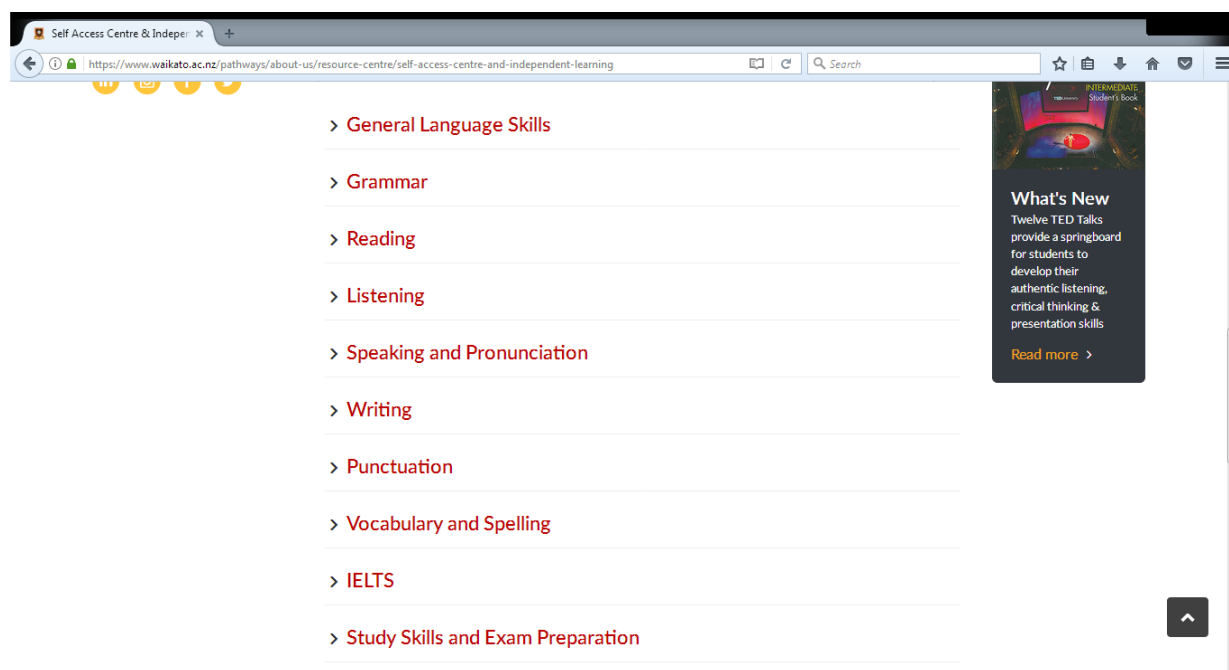 Self Access Centre & Indepen
https://www.waikato.ac.nz/pathways/about-us/resource-centre/self-access-centre-and-independent-learning
Search
General Language Skills
Grammar
Reading
Listening
Speaking and Pronunciation
Writing
Punctuation
Vocabulary and Spelling
IELTS
Study Skills and Exam Preparation
INTERMEDIATE
Student's Book
What's New
Twelve TED Talks
provide a springboard
for students to
develop their
authentic listening,
critical thinking &
presentation skills
Read more